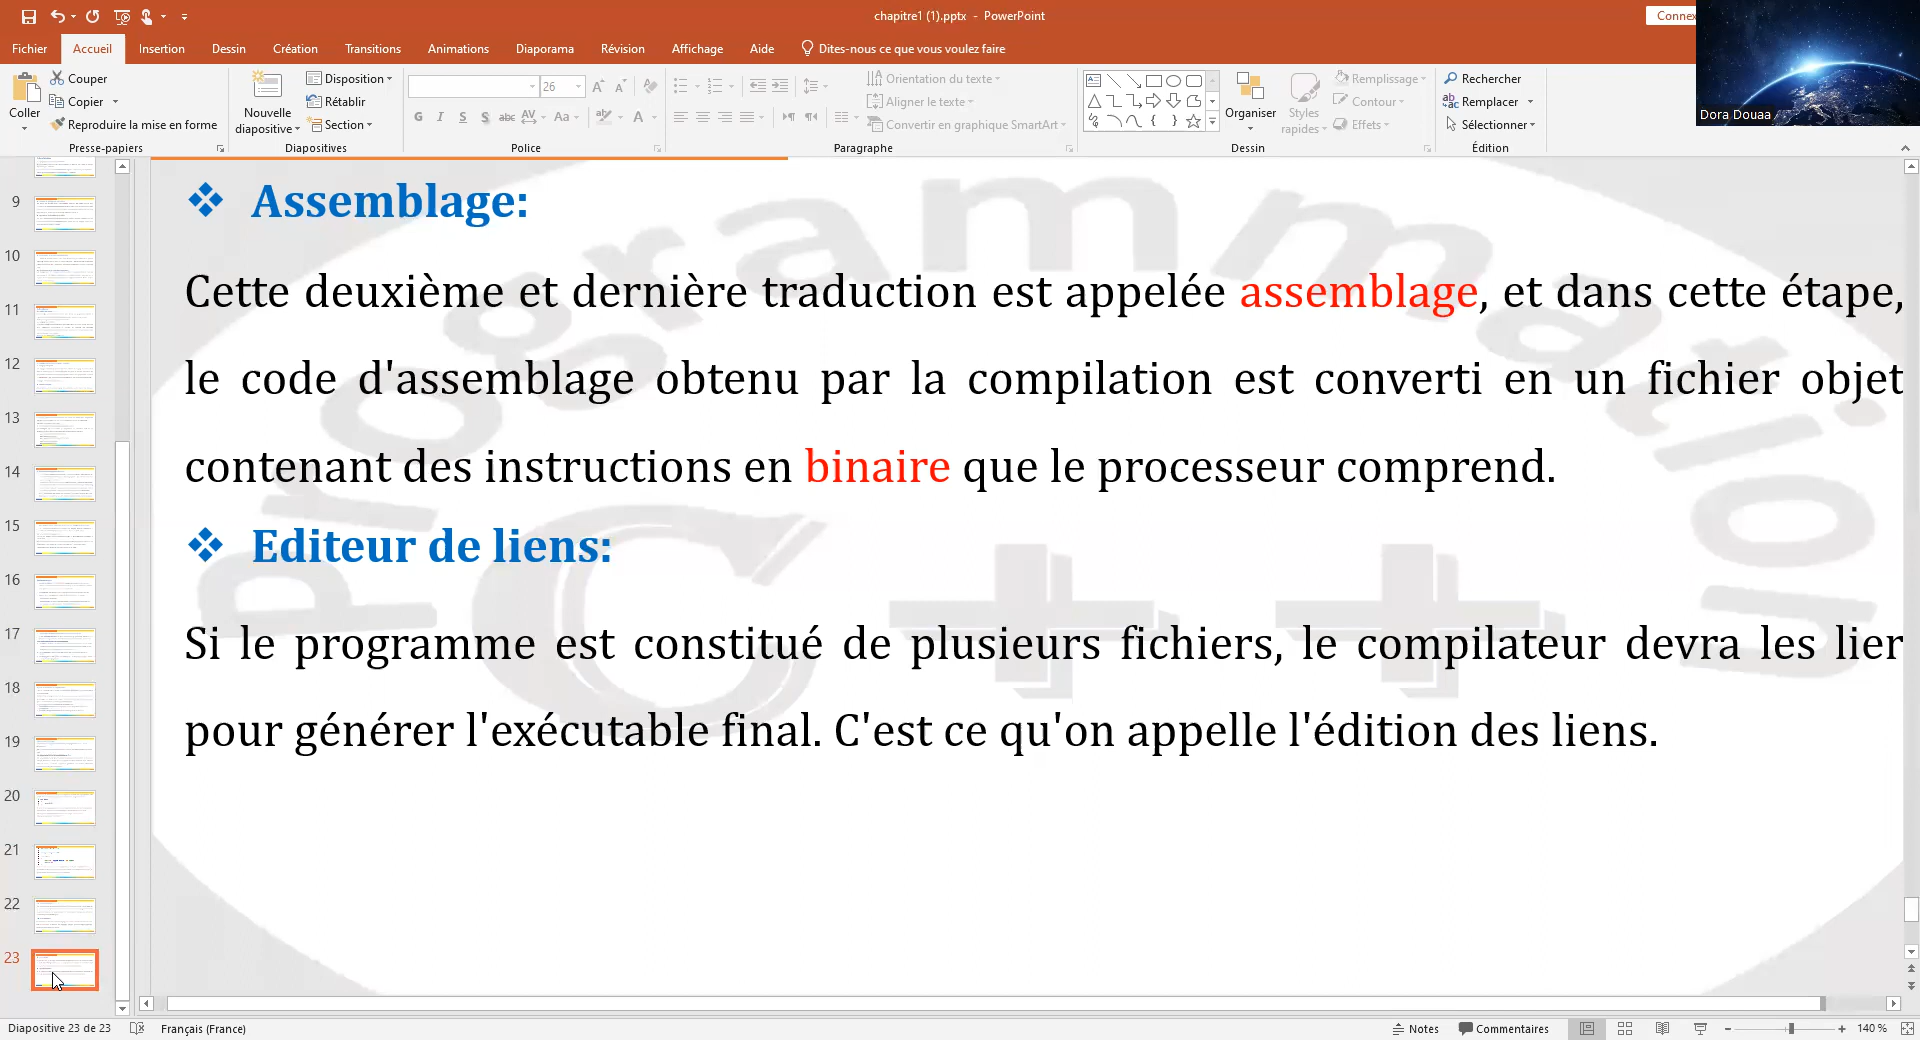 chapitre1 (1).pptx - PowerPoint
Connex
Fichier Accueil Insertion Dessin Création Transitions Animations Diaporama Révision Affichage Aide Dites-nous ce que vous voulez faire
Coller
Couper
Copier
Reproduire la mise en forme
Presse-papiers
Nouvelle
diapositive
Disposition
Rétablir
Section
Diapositives
26
G I S S abc AV Aa A
Police
Orientation du texte
Aligner le texte
Convertir en graphique SmartArt
Paragraphe
Organiser
Styles
rapides
Remplissage
Contour
Effets
Dessin
Rechercher
Remplacer
Sélectionner
Édition
Dora Douaa
9
10
11
12
13
14
15
16
17
18
19
20
21
22
23
Programmation
C++
Assemblage:
Cette deuxième et dernière traduction est appelée assemblage, et dans cette étape,
le code d'assemblage obtenu par la compilation est converti en un fichier objet
contenant des instructions en binaire que le processeur comprend.
Editeur de liens:
Si le programme est constitué de plusieurs fichiers, le compilateur devra les lier
pour générer l'exécutable final. C'est ce qu'on appelle l'édition des liens.
Diapositive 23 de 23 Français (France) Notes Commentaires 140 %